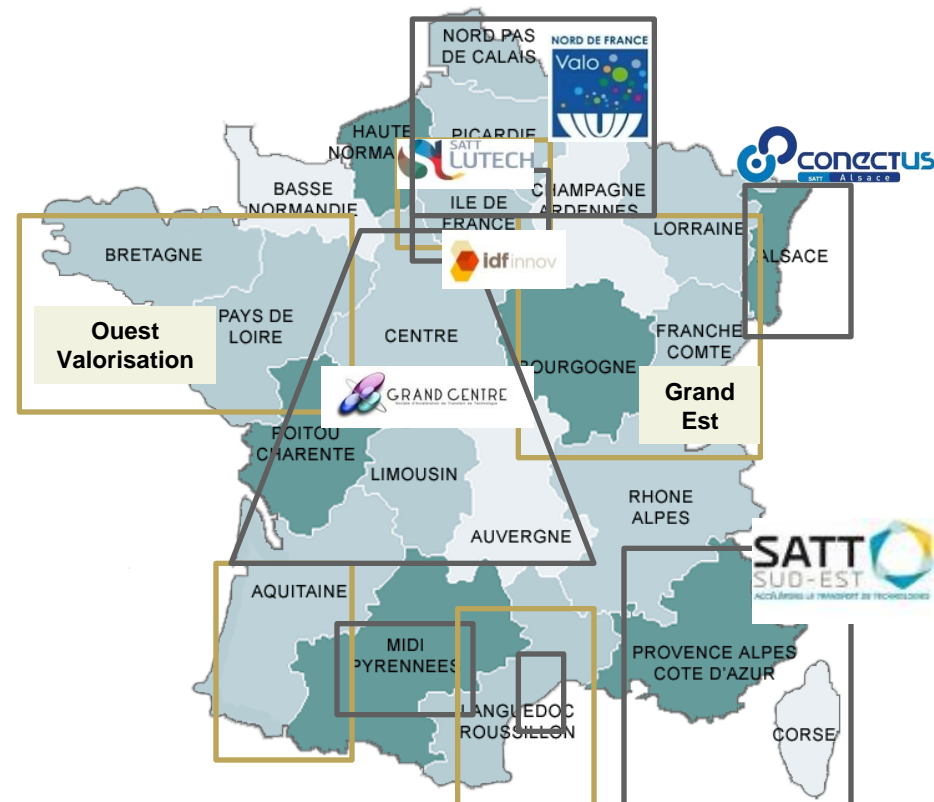 NORD PAS
DE CALAIS
NORD DE FRANCE
Valo
HAUTE
NORMA
PICARDIE
SATT
LUTECH
conectus
SATT Alsace
BASSE
NORMANDIE
ILE DE
FRANCE
CHAMPAGNE
ARDENNES
LORRAINE
ALSACE
BRETAGNE
idfinnov
PAYS DE
LOIRE
Ouest
Valorisation
CENTRE
FRANCHE
COMTE
BOURGOGNE
GRAND CENTRE
Grand
Est
POITOU
CHARENTE
LIMOUSIN
RHONE
ALPES
AUVERGNE
SATT
SUD-EST
AQUITAINE
MIDI
PYRENNEES
PROVENCE ALPES
COTE D'AZUR
LANGUEDOC
ROUSSILLON
CORSE